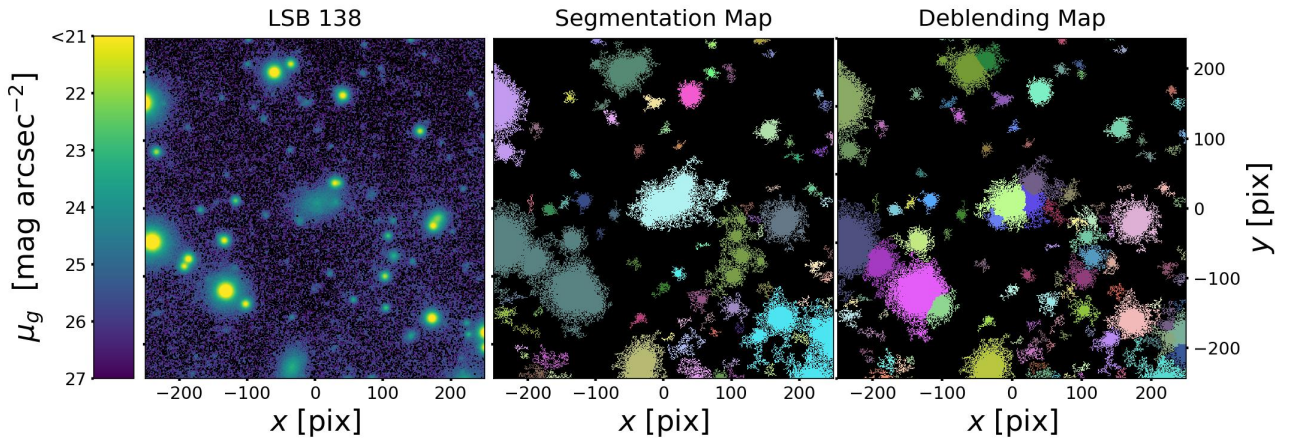 LSB 138
Segmentation Map
Deblending Map
<21
22
23
24
25
26
27
μg [mag arcsec−2]
−200 −100 0 100 200
−200 −100 0 100 200
−200 −100 0 100 200
x [pix]
x [pix]
x [pix]
200
100
0
−100
−200
y [pix]